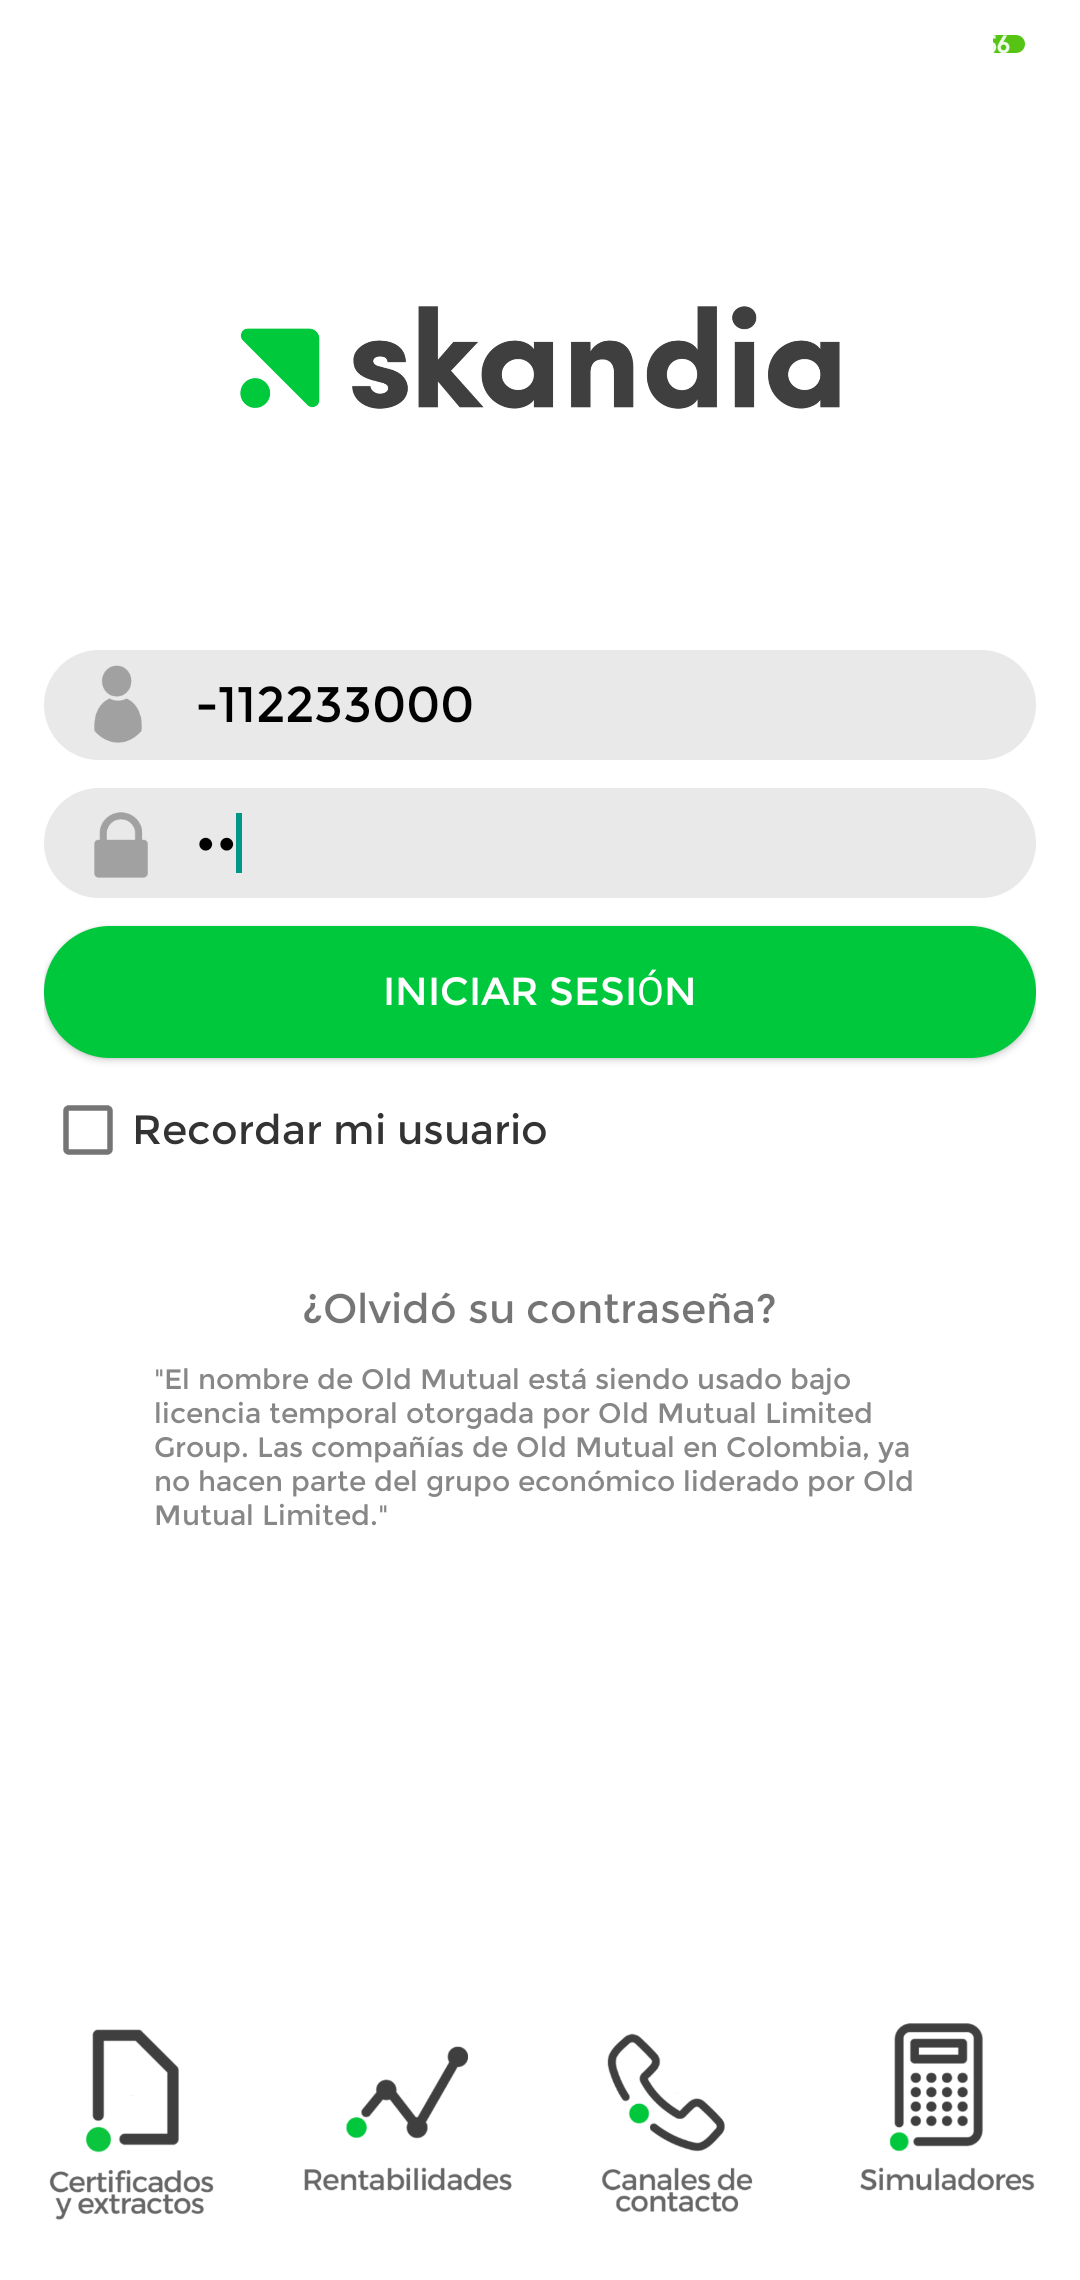 skandia
-112233000
••
INICIAR SESIÓN
Recordar mi usuario
¿Olvidó su contraseña?
"El nombre de Old Mutual está siendo usado bajo
licencia temporal otorgada por Old Mutual Limited
Group. Las compañías de Old Mutual en Colombia, ya
no hacen parte del grupo económico liderado por Old
Mutual Limited."
Certificados
y extractos
Rentabilidades
Canales de
contacto
Simuladores